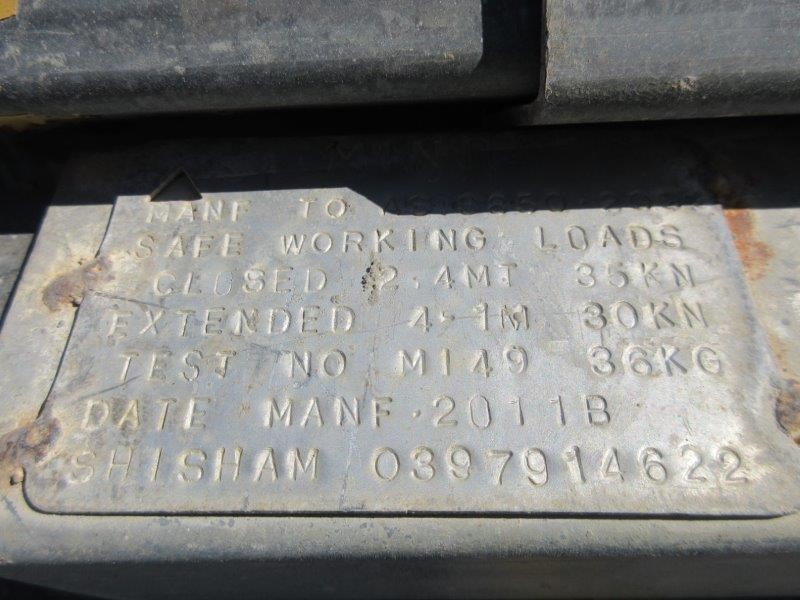 MANF TO
SAFE WORKING LOADS
CLOSED 2.4MT 35KN
EXTENDED 4.1M 30KN
TEST NO M149 36KG
DATE MANF.2011B
SHISHAM 0397914622